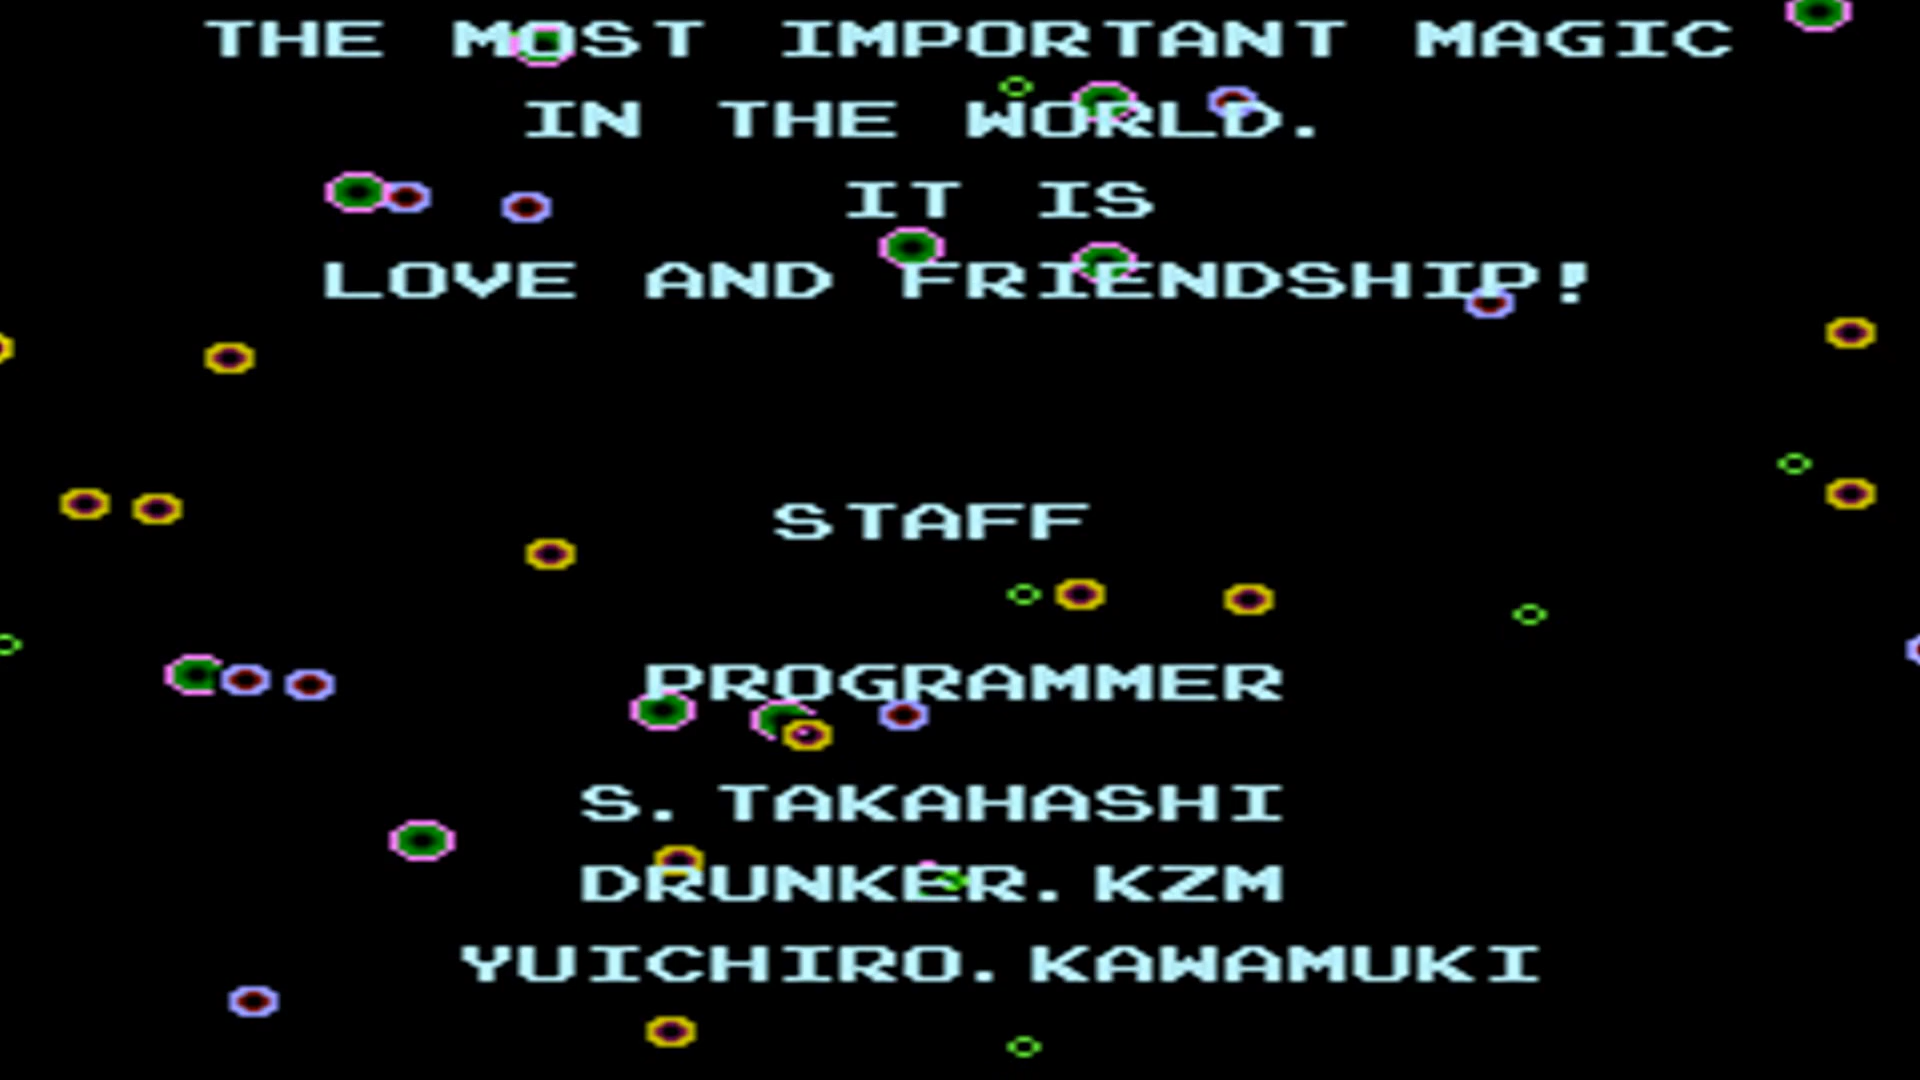 THE MOST IMPORTANT MAGIC
IN THE WORLD.
IT IS
LOVE AND FRIENDSHIP!
STAFF
PROGRAMMER
S. TAKAHASHI
DRUNKER. KZM
YUICHIRO. KAWAMUKI